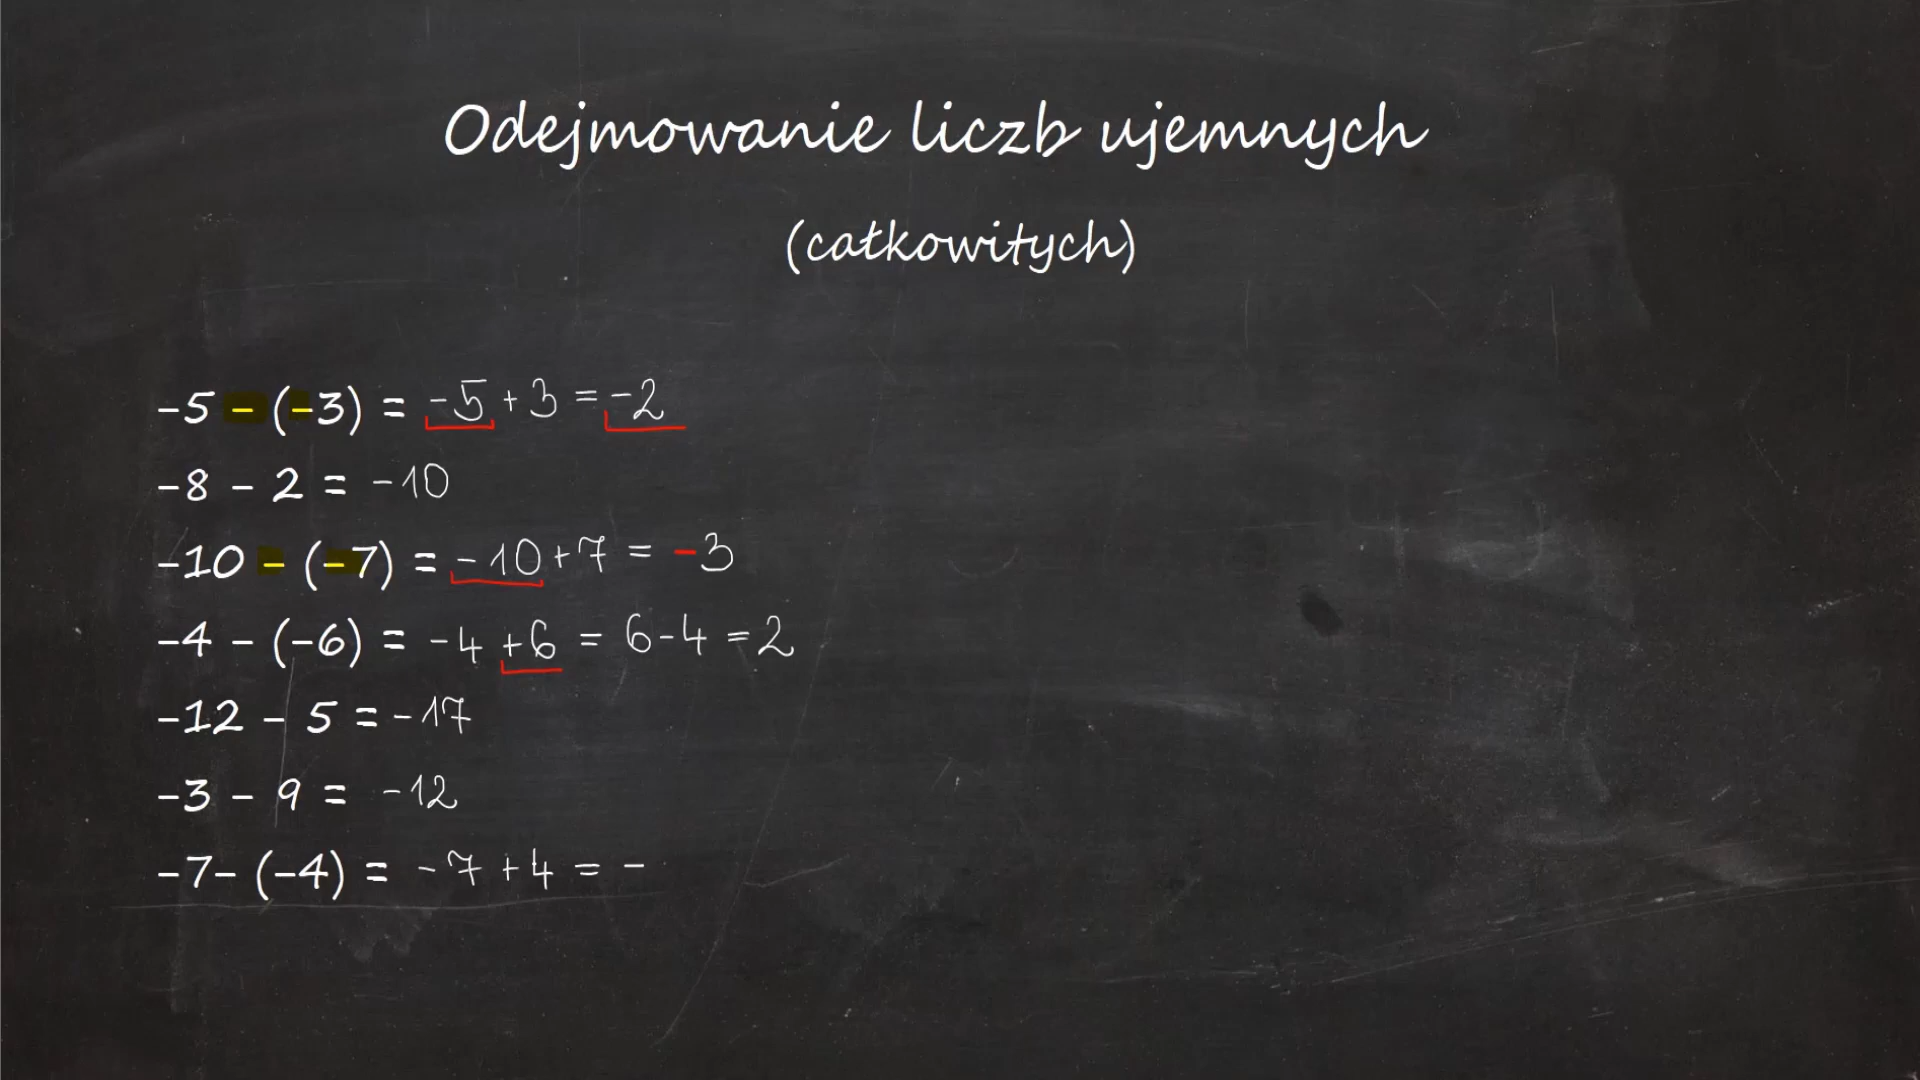 Odejmowanie liczb ujemnych
(całkowitych)
-5 - (-3) = -5 + 3 = -2
-8 - 2 = -10
-10 - (-7) = -10 + 7 = -3
-4 - (-6) = -4 +6 = 6-4 = 2
-12 - 5 = -17
-3 - 9 = -12
-7- (-4) = -7 + 4 = -